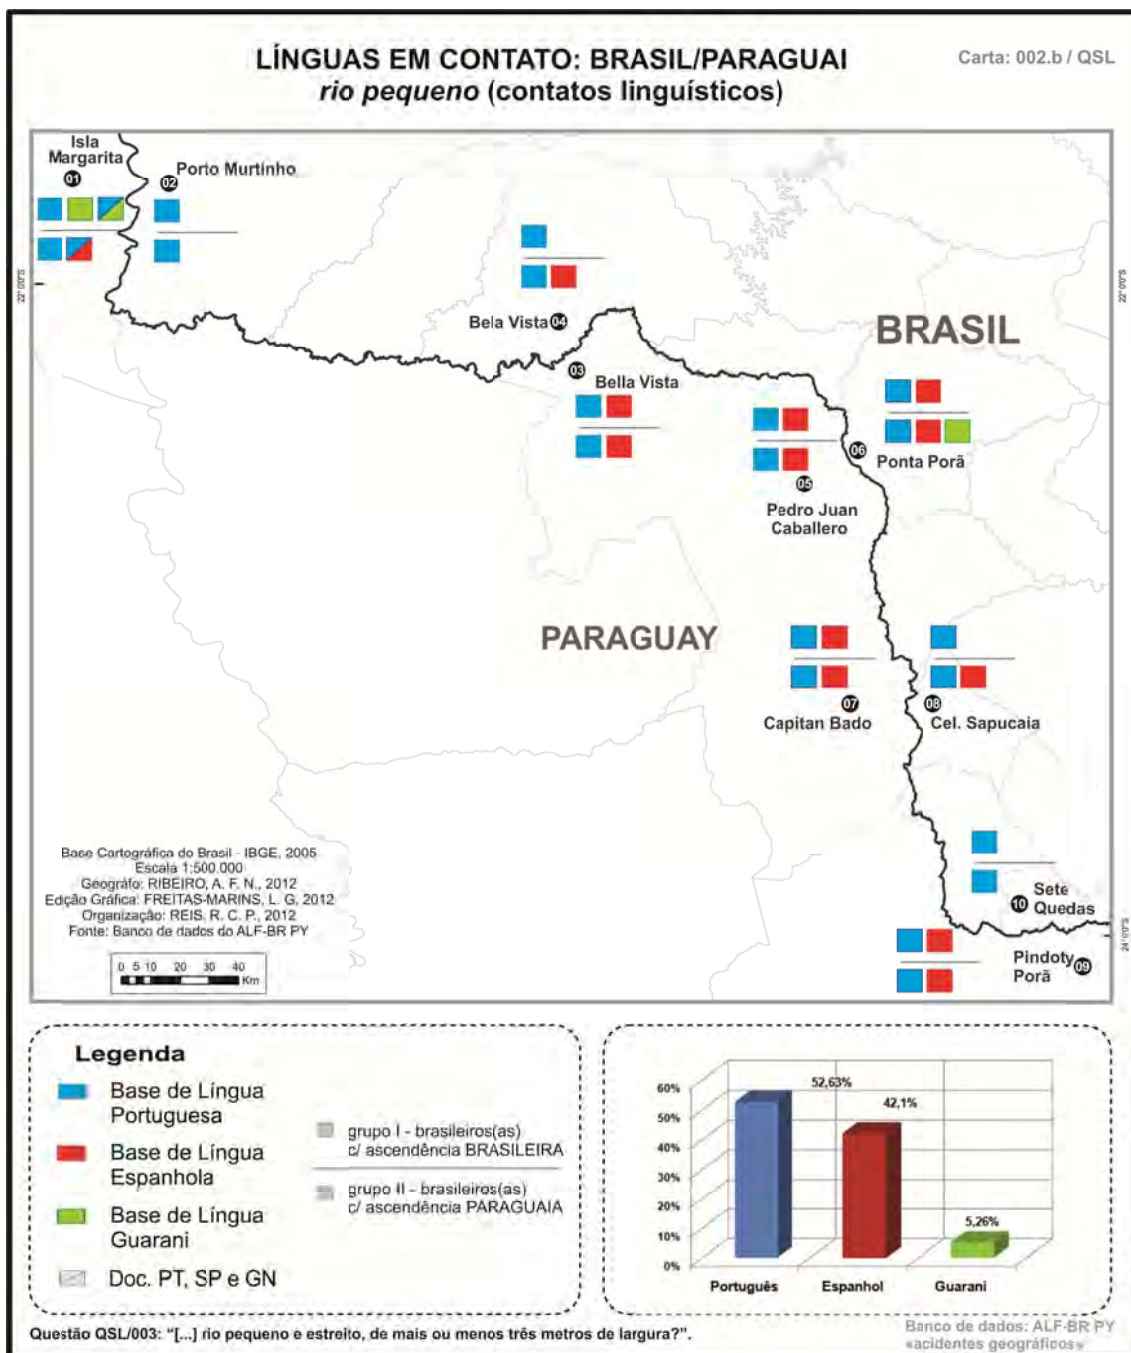 LÍNGUAS EM CONTATO: BRASIL/PARAGUAI
rio pequeno (contatos linguísticos)
Carta: 002.b / QSL
Isla
Margarita
01
02
Porto Murtinho
22°00'S
22°00'S
Bela Vista 04
03
Bella Vista
BRASIL
06
Ponta Porã
05
Pedro Juan
Caballero
PARAGUAY
07
Capitan Bado
08
Cel. Sapucaia
10
Sete
Quedas
24°00'S
Pindoty
Porã
09
Base Cartográfica do Brasil - IBGE, 2005
Escala 1:500.000
Geográfo: RIBEIRO, A. F. N., 2012
Edição Gráfica: FREITAS-MARINS, L. G, 2012
Organização: REIS, R. C. P., 2012
Fonte: Banco de dados do ALF-BR PY
0 5 10 20 30 40
Km
Legenda
Base de Língua
Portuguesa
Base de Língua
Espanhola
Base de Língua
Guarani
Doc. PT, SP e GN
grupo I - brasileiros(as)
c/ ascendência BRASILEIRA
grupo II - brasileiros(as)
c/ ascendência PARAGUAIA
60%
50%
40%
30%
20%
10%
0%
52,63%
42,1%
5,26%
Português
Espanhol
Guarani
Questão QSL/003: “[...] rio pequeno e estreito, de mais ou menos três metros de largura?”.
Banco de dados: ALF-BR PY
«acidentes geográficos»